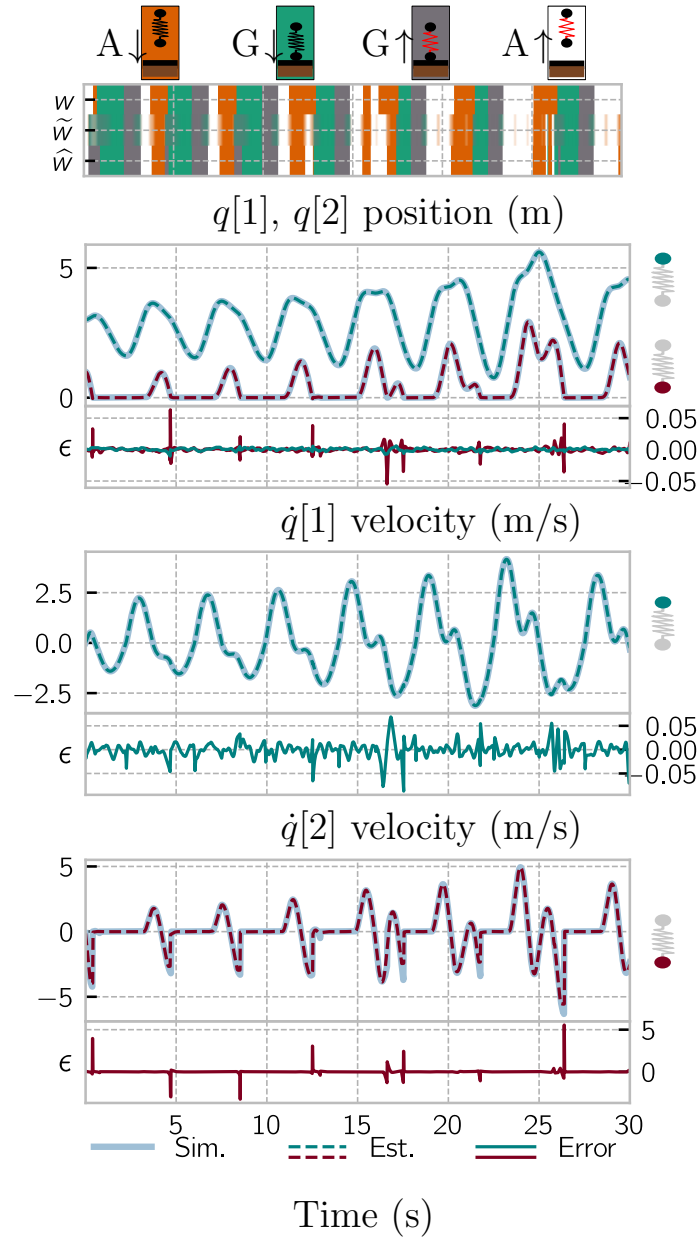 A↓ G↓ G↑ A↑
w
w̃
ŵ
q[1], q[2] position (m)
5
0
ϵ
0.05
0.00
−0.05
q̇[1] velocity (m/s)
2.5
0.0
−2.5
ϵ
0.05
0.00
−0.05
q̇[2] velocity (m/s)
5
0
−5
ϵ
5
0
5 10 15 20 25 30
Sim. Est. Error
Time (s)